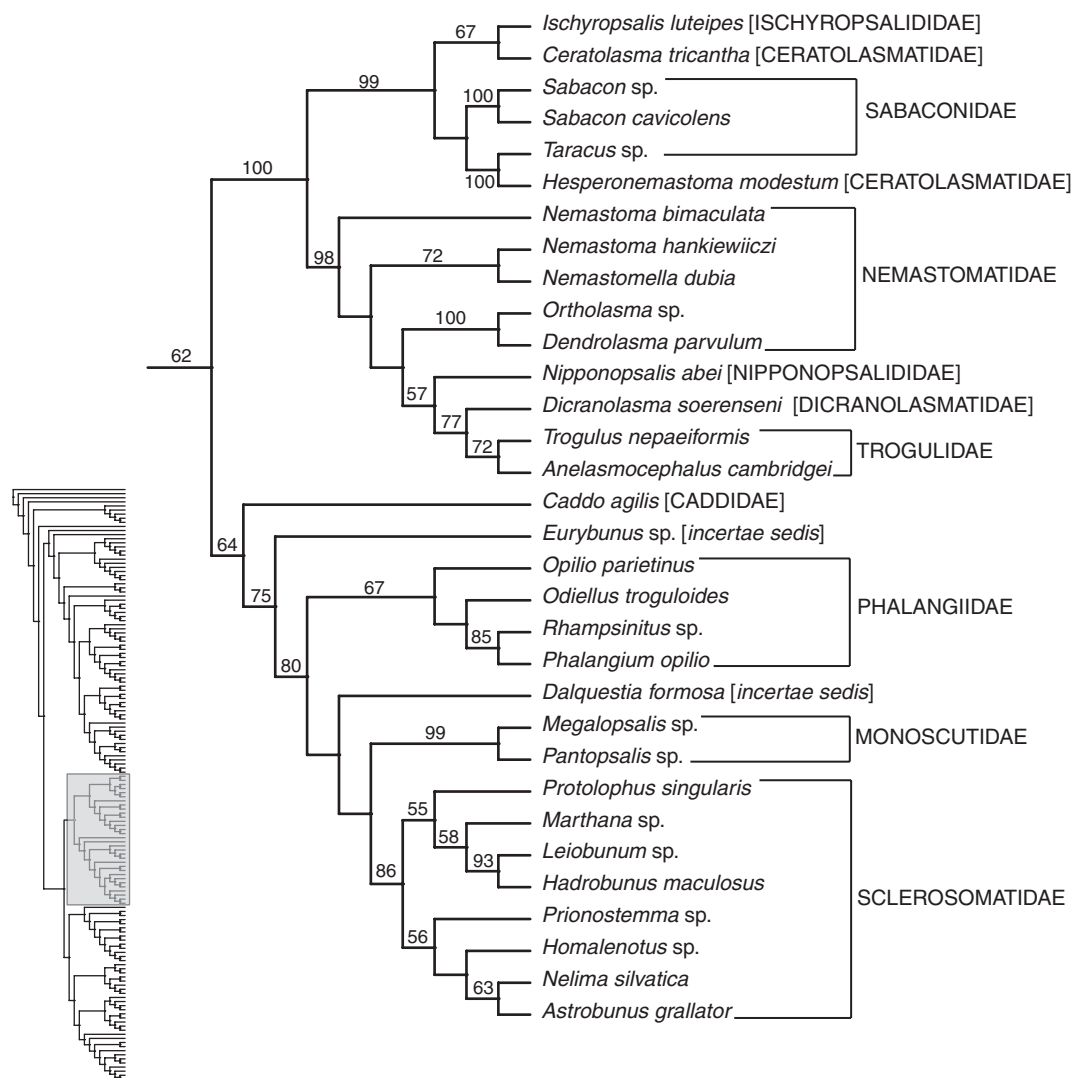 67
Ischyropsalis luteipes [ISCHYROPSALIDIDAE]
Ceratolasma tricantha [CERATOLASMATIDAE]
99
100
Sabacon sp.
SABACONIDAE
Sabacon cavicolens
Taracus sp.
100
Hesperonemastoma modestum [CERATOLASMATIDAE]
100
Nemastoma bimaculata
98
72
Nemastoma hankiewiiczi
NEMASTOMATIDAE
Nemastomella dubia
100
Ortholasma sp.
Dendrolasma parvulum
62
Nipponopsalis abei [NIPPONOPSALIDIDAE]
57
Dicranolasma soerenseni [DICRANOLASMATIDAE]
77
72
Trogulus nepaeiformis
TROGULIDAE
Anelasmocephalus cambridgei
Caddo agilis [CADDIDAE]
64
Eurybunus sp. [incertae sedis]
75
67
Opilio parietinus
Odiellus troguloides
PHALANGIIDAE
85
Rhampsinitus sp.
Phalangium opilio
80
Dalquestia formosa [incertae sedis]
99
Megalopsalis sp.
MONOSCUTIDAE
Pantopsalis sp.
55
Protolophus singularis
58
Marthana sp.
93
Leiobunum sp.
Hadrobunus maculosus
86
SCLEROSOMATIDAE
56
Prionostemma sp.
Homalenotus sp.
63
Nelima silvatica
Astrobunus grallator